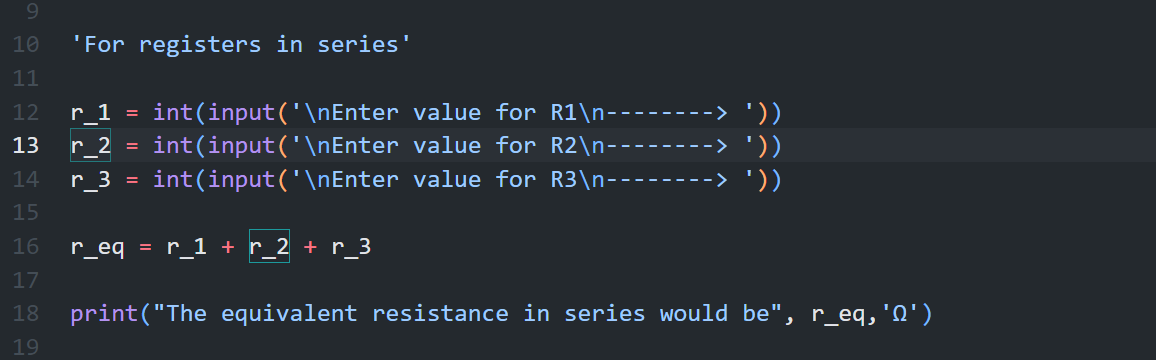 9
10 'For registers in series'
11
12 r_1 = int(input('\nEnter value for R1\n--------> '))
13 r_2 = int(input('\nEnter value for R2\n--------> '))
14 r_3 = int(input('\nEnter value for R3\n--------> '))
15
16 r_eq = r_1 + r_2 + r_3
17
18 print("The equivalent resistance in series would be", r_eq,'Ω')
19